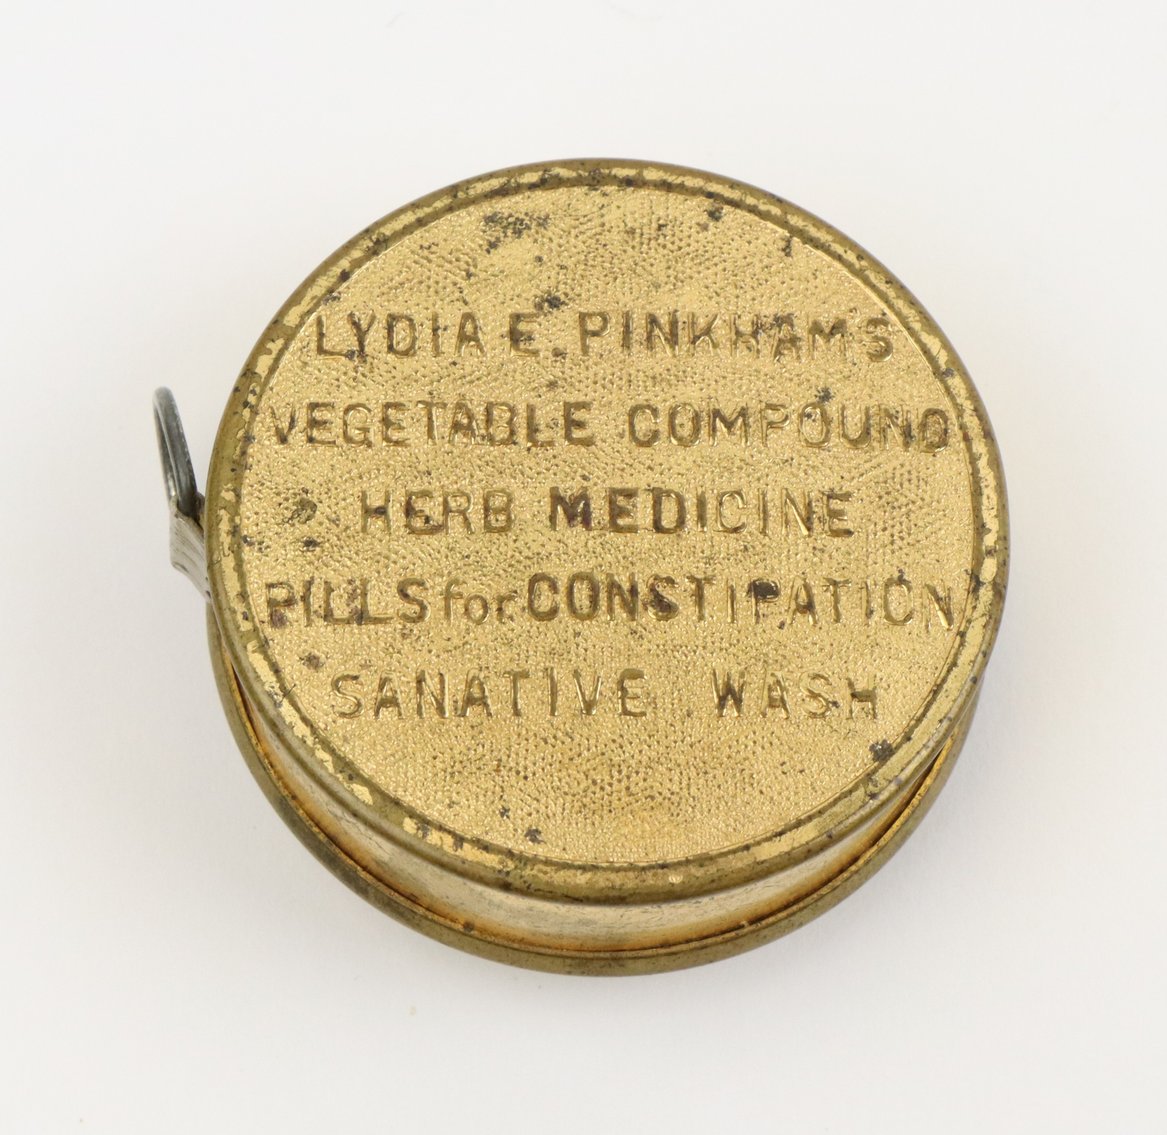 LYDIA E. PINKHAM'S
VEGETABLE COMPOUND
HERB MEDICINE
PILLS for CONSTIPATION
SANATIVE WASH